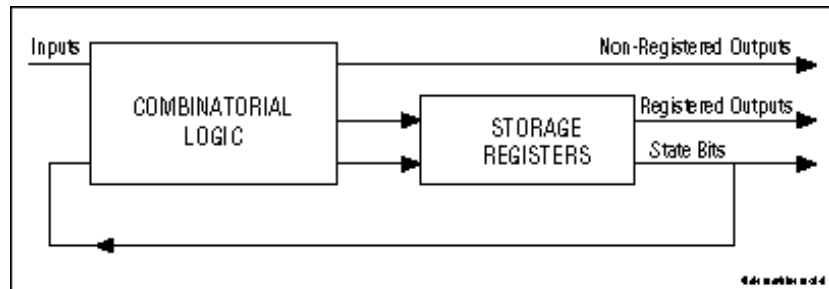 Inputs
Non-Registered Outputs
COMBINATORIAL
LOGIC
Registered Outputs
STORAGE
REGISTERS
State Bits